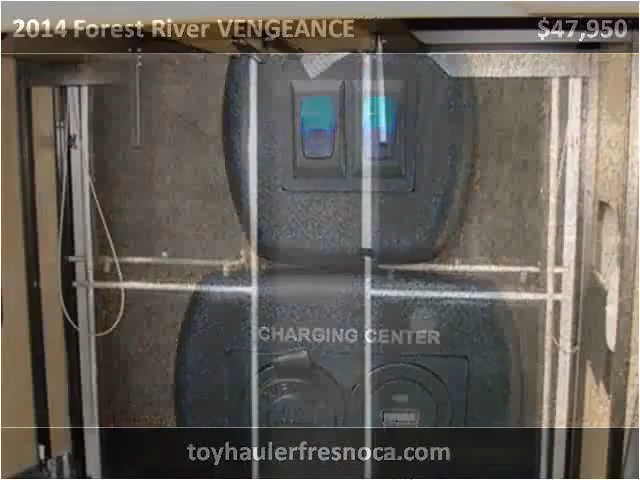 2014 Forest River VENGEANCE
$47,950
CHARGING CENTER
toyhaulerfresnoca.com